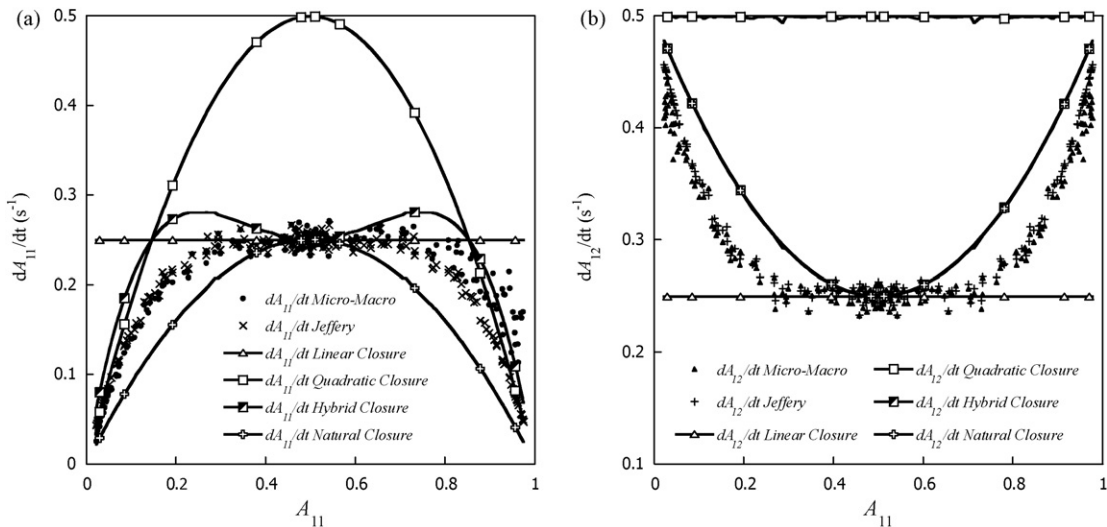 (a)
0.5
0.4
0.3
0.2
0.1
0
dA11/dt (s-1)
dA11/dt Micro-Macro
dA11/dt Jeffery
dA11/dt Linear Closure
dA11/dt Quadratic Closure
dA11/dt Hybrid Closure
dA11/dt Natural Closure
0 0.2 0.4 0.6 0.8 1
A11
(b)
0.5
0.4
0.3
0.2
0.1
dA12/dt (s-1)
dA12/dt Micro-Macro dA12/dt Quadratic Closure
dA12/dt Jeffery dA12/dt Hybrid Closure
dA12/dt Linear Closure dA12/dt Natural Closure
0 0.2 0.4 0.6 0.8 1
A11